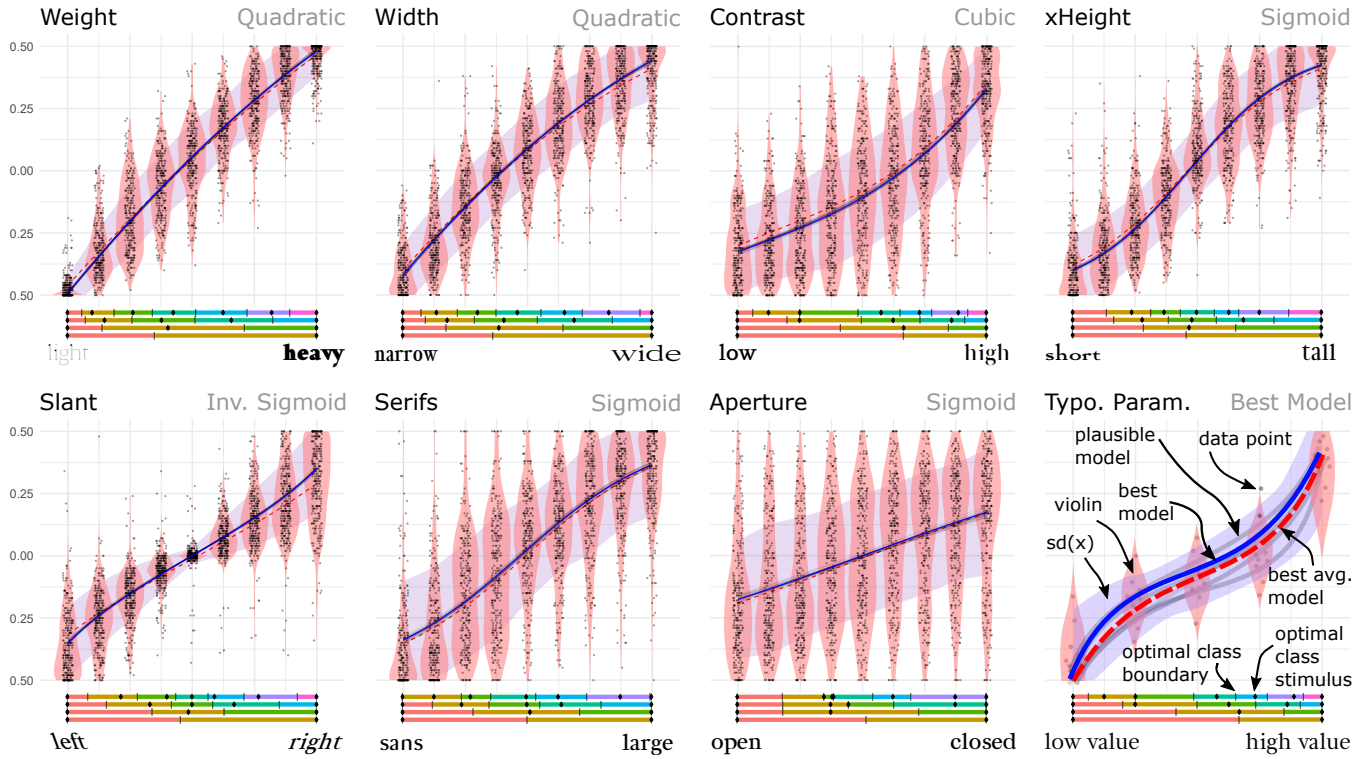 Weight Quadratic
Width Quadratic
Contrast Cubic
xHeight Sigmoid
0.50
0.25
0.00
0.25
0.50
light heavy
narrow wide
low high
short tall
Slant Inv. Sigmoid
Serifs Sigmoid
Aperture Sigmoid
Typo. Param. Best Model
0.50
0.25
0.00
0.25
0.50
plausible
model
data point
violin
best
model
sd(x)
best avg.
model
optimal class
boundary
optimal
class
stimulus
left right
sans large
open closed
low value high value